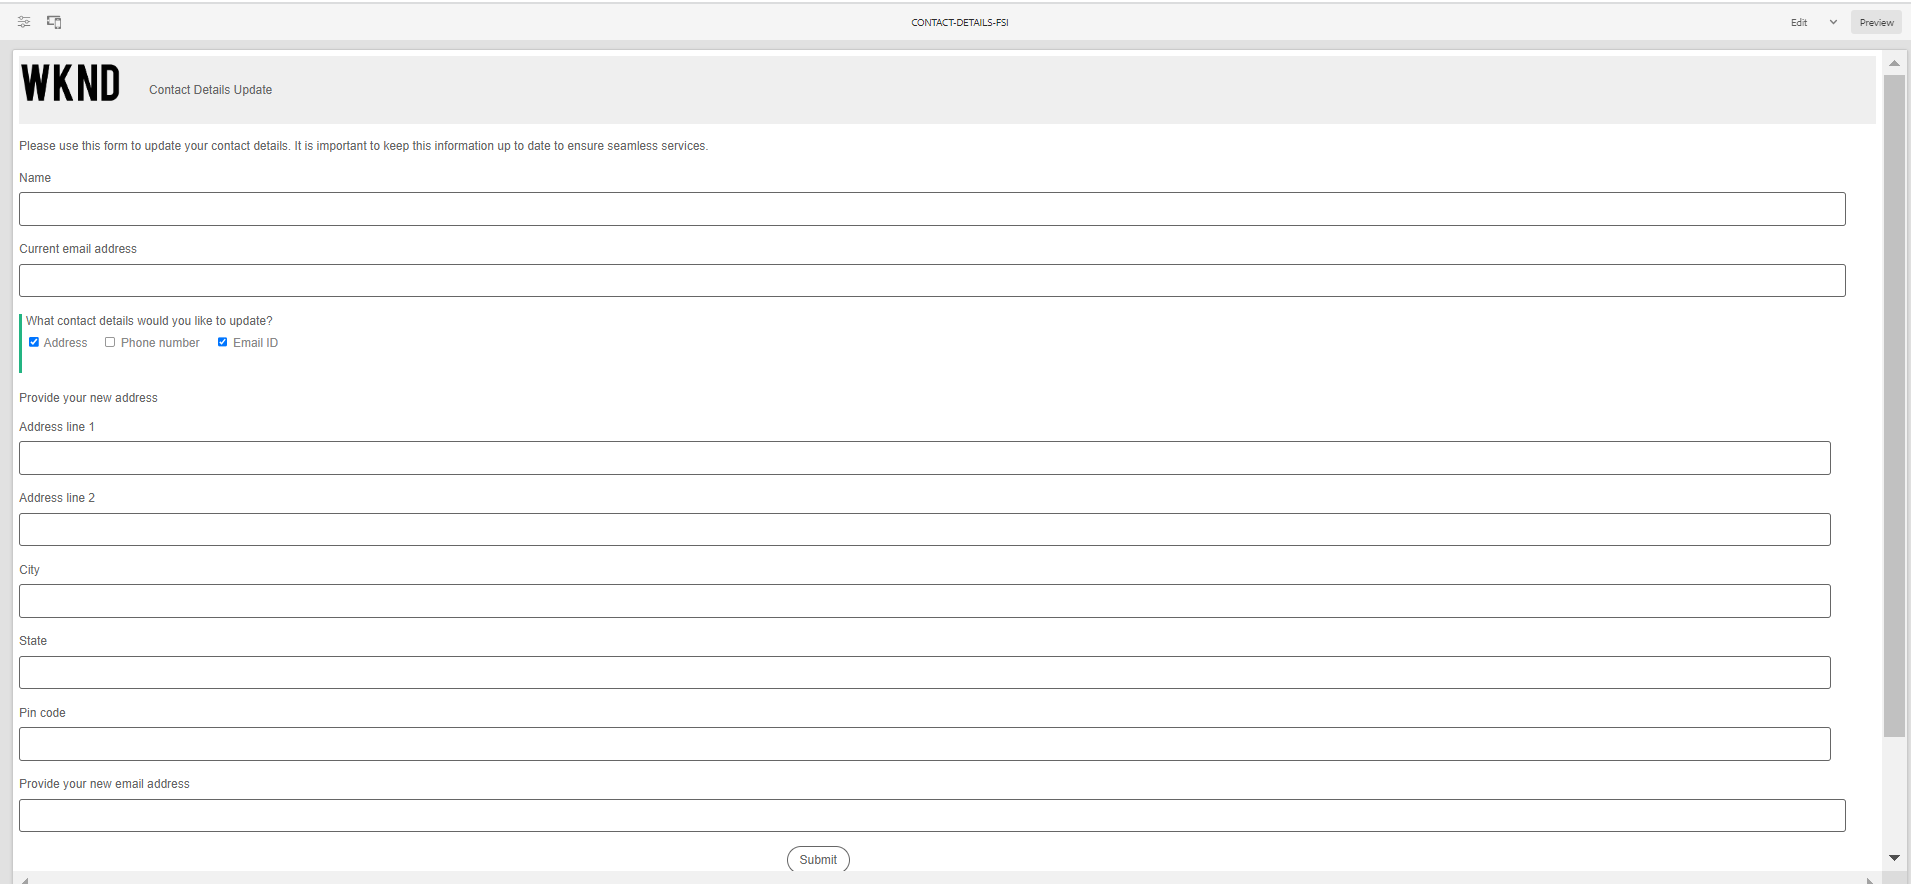 CONTACT-DETAILS-FSI
Edit
Preview
WKND
Contact Details Update
Please use this form to update your contact details. It is important to keep this information up to date to ensure seamless services.
Name
Current email address
What contact details would you like to update?
Address Phone number Email ID
Provide your new address
Address line 1
Address line 2
City
State
Pin code
Provide your new email address
Submit